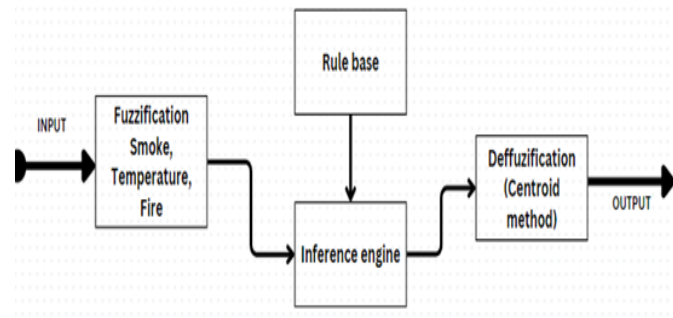 Rule base
INPUT
Fuzzification
Smoke,
Temperature,
Fire
Inference engine
Deffuzification
(Centroid
method)
OUTPUT